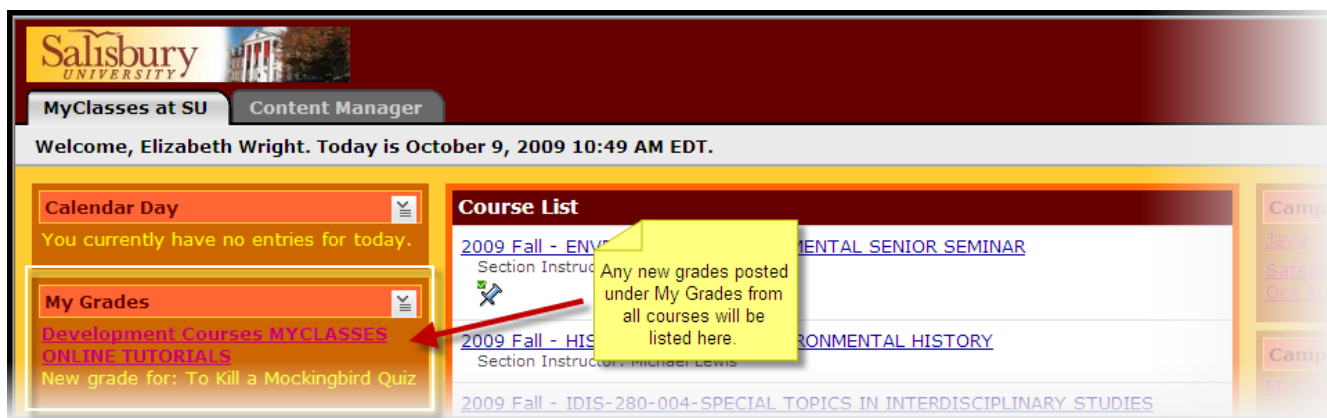 Salisbury
UNIVERSITY
MyClasses at SU
Content Manager
Welcome, Elizabeth Wright. Today is October 9, 2009 10:49 AM EDT.
Calendar Day
You currently have no entries for today.
My Grades
Development Courses MYCLASSES
ONLINE TUTORIALS
New grade for: To Kill a Mockingbird Quiz
Course List
2009 Fall - ENV MENTAL SENIOR SEMINAR
Section Instruc
2009 Fall - HIS RONMENTAL HISTORY
Section Instructor: Michael Lewis
2009 Fall - IDIS-280-004-SPECIAL TOPICS IN INTERDISCIPLINARY STUDIES
Any new grades posted
under My Grades from
all courses will be
listed here.
Camp
Java
Oct 10
Camp